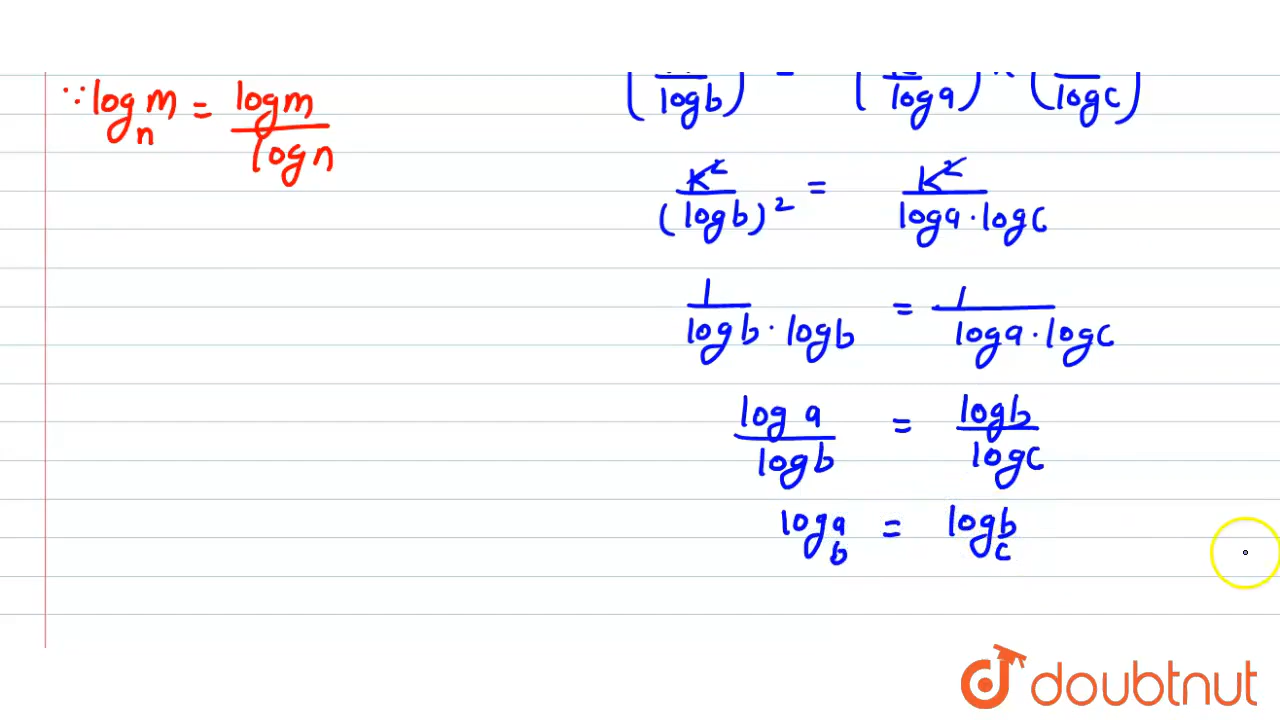 ∵ log_n m = log m / log n
( /log b) = ( /log a) × ( /log c)
K²/(log b)² = K²/(log a · log c)
1/(log b · log b) = 1/(log a · log c)
log a/log b = log b/log c
log_b a = log_c b
doubtnut